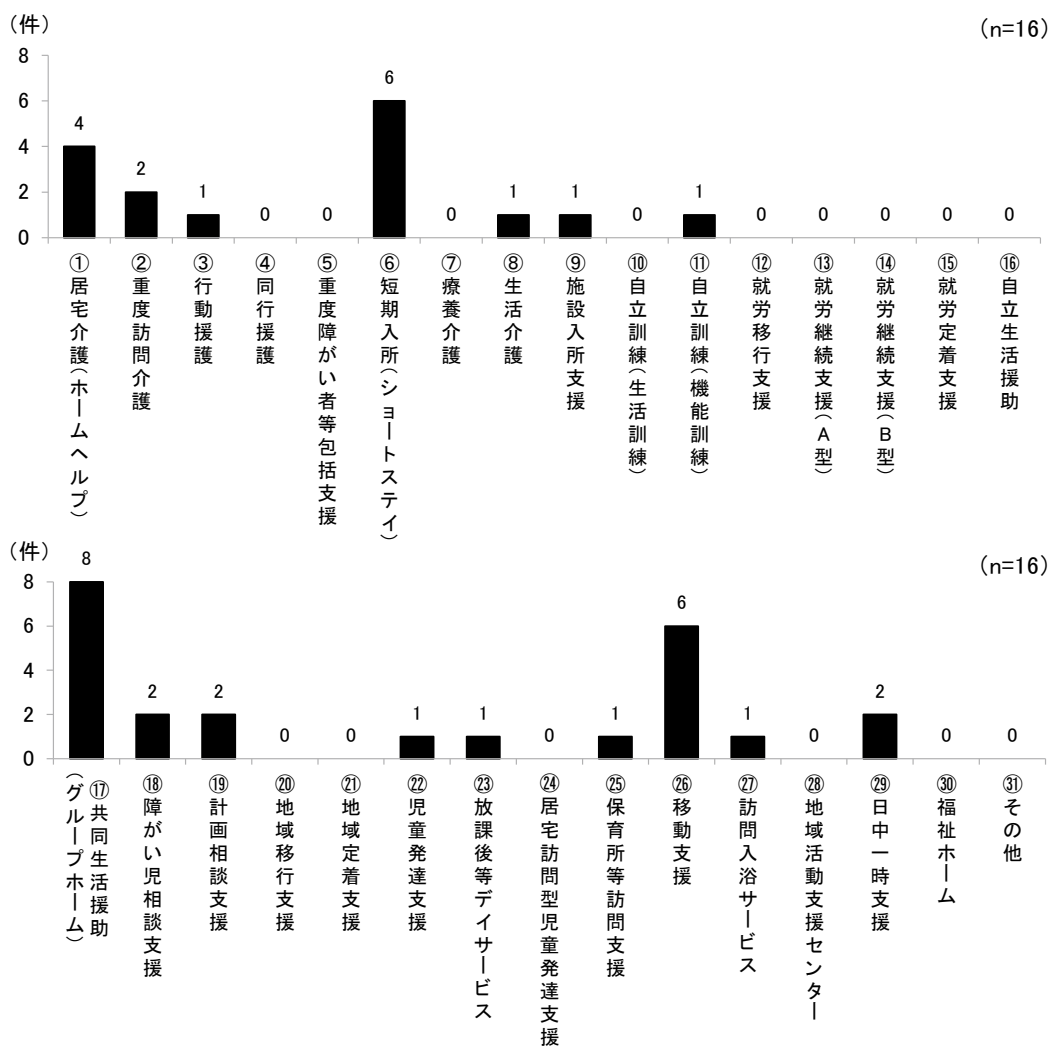 (件)
(n=16)
8
6
4
2
0
4
2
1
0
0
6
0
1
1
0
1
0
0
0
0
0
①居宅介護(ホームヘルプ)
②重度訪問介護
③行動援護
④同行援護
⑤重度障がい者等包括支援
⑥短期入所(ショートステイ)
⑦療養介護
⑧生活介護
⑨施設入所支援
⑩自立訓練(生活訓練)
⑪自立訓練(機能訓練)
⑫就労移行支援
⑬就労継続支援(A型)
⑭就労継続支援(B型)
⑮就労定着支援
⑯自立生活援助
(件)
(n=16)
8
6
4
2
0
8
2
2
0
0
1
1
0
1
6
1
0
2
0
0
⑰共同生活援助
(グループホーム)
⑱障がい児相談支援
⑲計画相談支援
⑳地域移行支援
㉑地域定着支援
㉒児童発達支援
㉓放課後等デイサービス
㉔居宅訪問型児童発達支援
㉕保育所等訪問支援
㉖移動支援
㉗訪問入浴サービス
㉘地域活動支援センター
㉙日中一時支援
㉚福祉ホーム
㉛その他